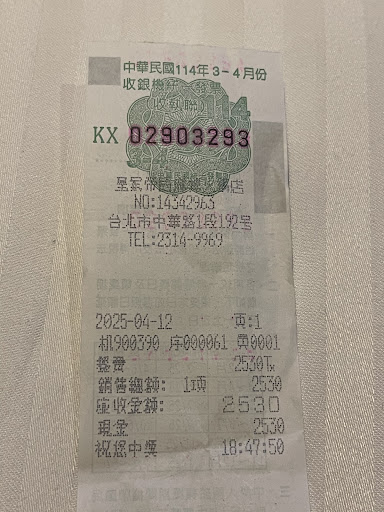 中華民國114年3-4月份
收銀機統一發票
(收執聯) 114
KX 02903293
NO:14342963
台北市中華路1段192号
TEL:2314-9969
2025-04-12 頁:1
机900390 序000061 員0001
餐費 2530Tx
銷售總額: 1項 2530
應收金額: 2530
現金 2530
祝您中獎 18:47:50